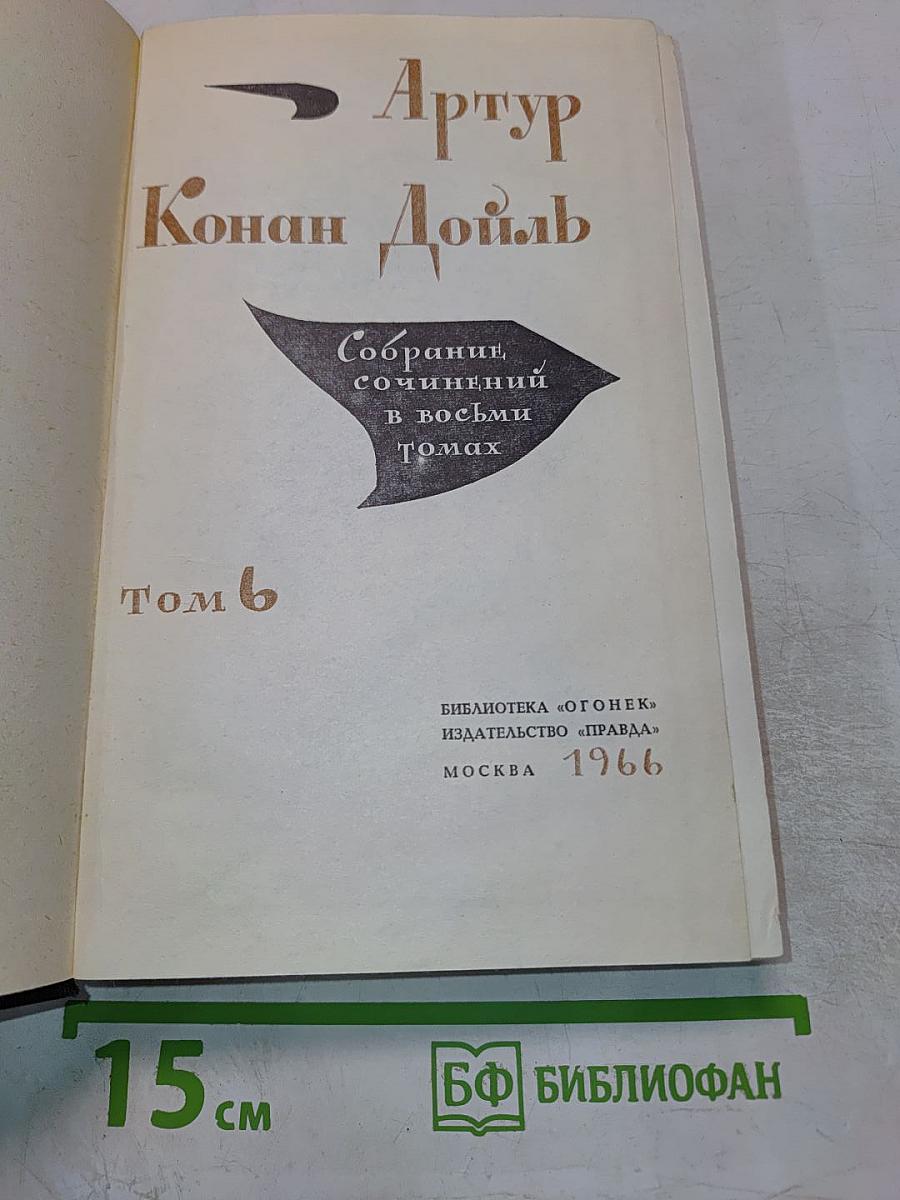 Артур
Конан Дойль
Собрание
сочинений
в восьми
томах
Том 6
БИБЛИОТЕКА «ОГОНЕК»
ИЗДАТЕЛЬСТВО «ПРАВДА»
МОСКВА 1966
15 см
БФ БИБЛИОФАН